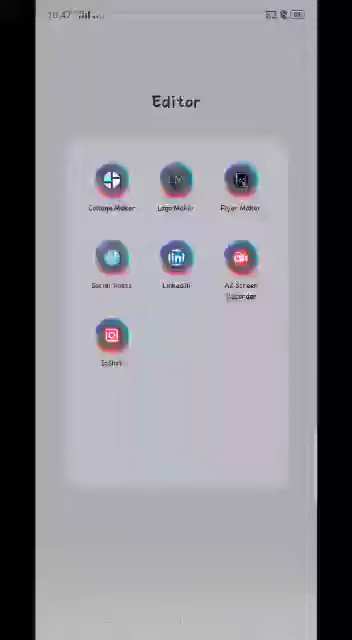 Editor
Collage Maker
Logo Maker
Flyer Maker
Social Posts
LinkedIn
AZ Screen
Recorder
InShot